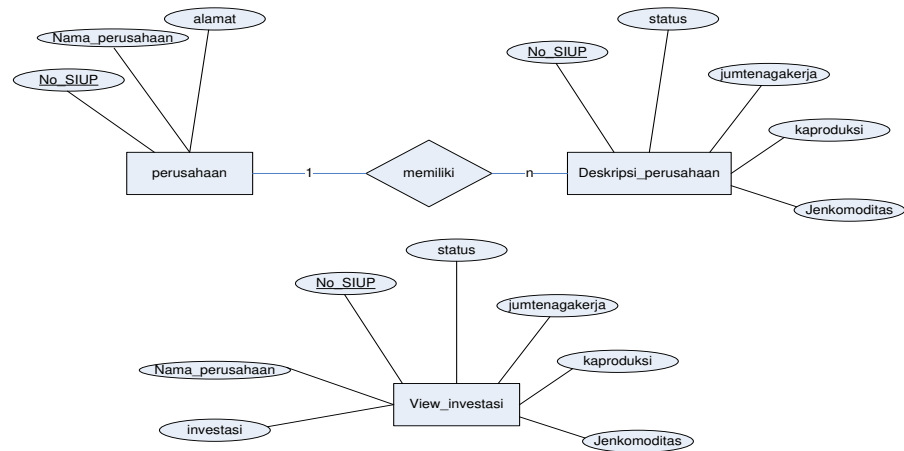 alamat
status
Nama_perusahaan
No_SIUP
No_SIUP
jumtenagakerja
kaproduksi
perusahaan
1
memiliki
n
Deskripsi_perusahaan
Jenkomoditas
status
No_SIUP
jumtenagakerja
Nama_perusahaan
kaproduksi
View_investasi
investasi
Jenkomoditas